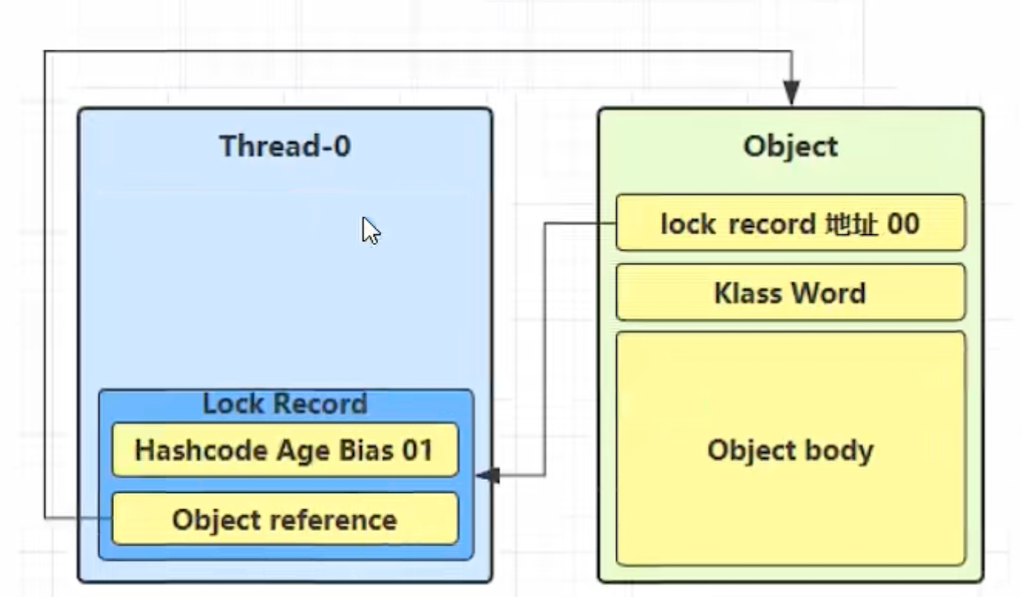 Thread-0
Lock Record
Hashcode Age Bias 01
Object reference
Object
lock record 地址 00
Klass Word
Object body